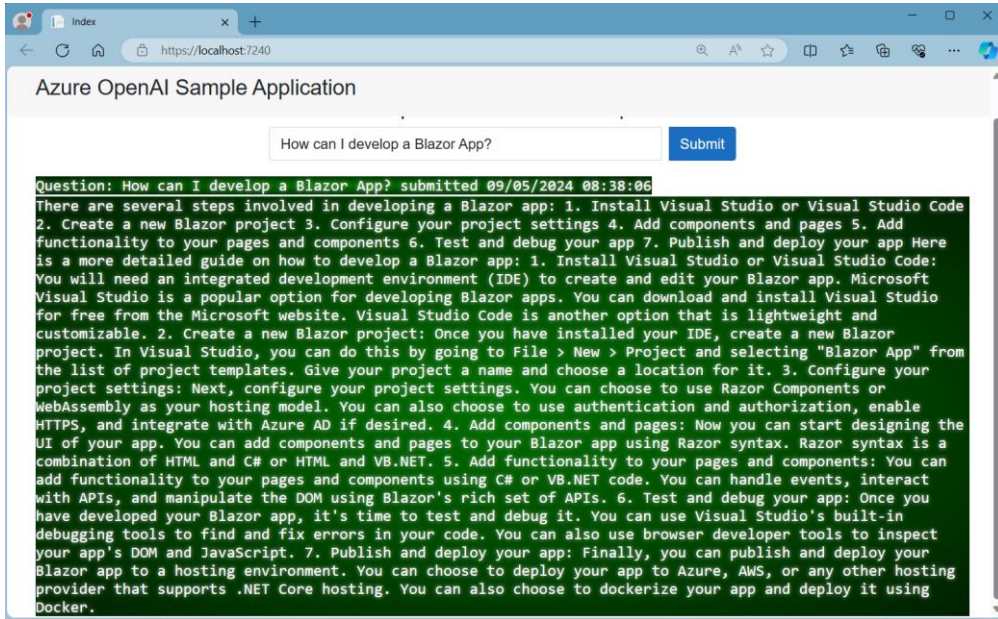 Index
https://localhost:7240
Azure OpenAI Sample Application
How can I develop a Blazor App?
Submit
Question: How can I develop a Blazor App? submitted 09/05/2024 08:38:06
There are several steps involved in developing a Blazor app: 1. Install Visual Studio or Visual Studio Code
2. Create a new Blazor project 3. Configure your project settings 4. Add components and pages 5. Add
functionality to your pages and components 6. Test and debug your app 7. Publish and deploy your app Here
is a more detailed guide on how to develop a Blazor app: 1. Install Visual Studio or Visual Studio Code:
You will need an integrated development environment (IDE) to create and edit your Blazor app. Microsoft
Visual Studio is a popular option for developing Blazor apps. You can download and install Visual Studio
for free from the Microsoft website. Visual Studio Code is another option that is lightweight and
customizable. 2. Create a new Blazor project: Once you have installed your IDE, create a new Blazor
project. In Visual Studio, you can do this by going to File > New > Project and selecting "Blazor App" from
the list of project templates. Give your project a name and choose a location for it. 3. Configure your
project settings: Next, configure your project settings. You can choose to use Razor Components or
WebAssembly as your hosting model. You can also choose to use authentication and authorization, enable
HTTPS, and integrate with Azure AD if desired. 4. Add components and pages: Now you can start designing the
UI of your app. You can add components and pages to your Blazor app using Razor syntax. Razor syntax is a
combination of HTML and C# or HTML and VB.NET. 5. Add functionality to your pages and components: You can
add functionality to your pages and components using C# or VB.NET code. You can handle events, interact
with APIs, and manipulate the DOM using Blazor's rich set of APIs. 6. Test and debug your app: Once you
have developed your Blazor app, it's time to test and debug it. You can use Visual Studio's built-in
debugging tools to find and fix errors in your code. You can also use browser developer tools to inspect
your app's DOM and JavaScript. 7. Publish and deploy your app: Finally, you can publish and deploy your
Blazor app to a hosting environment. You can choose to deploy your app to Azure, AWS, or any other hosting
provider that supports .NET Core hosting. You can also choose to dockerize your app and deploy it using
Docker.